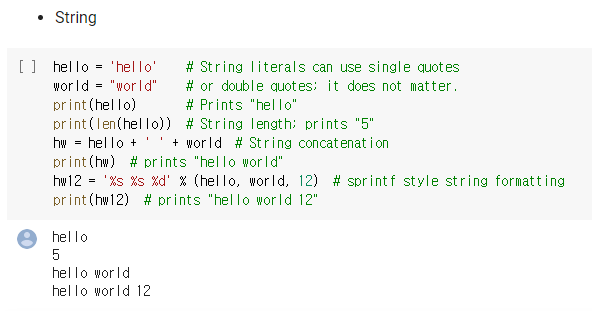 • String
[ ] hello = 'hello'    # String literals can use single quotes
world = "world"    # or double quotes; it does not matter.
print(hello)       # Prints "hello"
print(len(hello))  # String length; prints "5"
hw = hello + ' ' + world  # String concatenation
print(hw)  # prints "hello world"
hw12 = '%s %s %d' % (hello, world, 12)  # sprintf style string formatting
print(hw12)  # prints "hello world 12"
hello
5
hello world
hello world 12